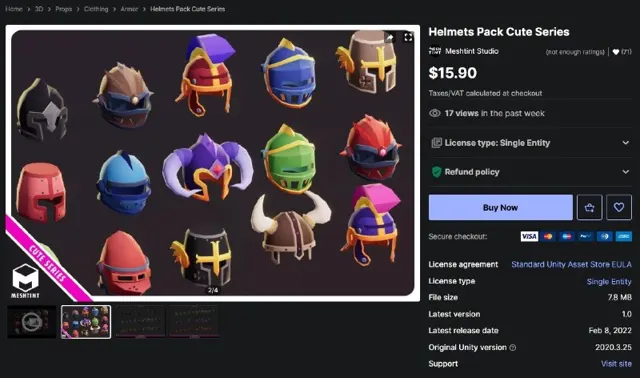 Home > 3D > Props > Clothing > Armor > Helmets Pack Cute Series
Helmets Pack Cute Series
Meshtint Studio
(not enough ratings) | (71)
$15.90
Taxes/VAT calculated at checkout
17 views in the past week
License type: Single Entity
Refund policy
Buy Now
Secure checkout:
VISA
License agreement Standard Unity Asset Store EULA
License type Single Entity
File size 7.8 MB
Latest version 1.0
Latest release date Feb 8, 2022
Original Unity version 2020.3.25
Support Visit site
CUTE SERIES
MESHTINT
2/4